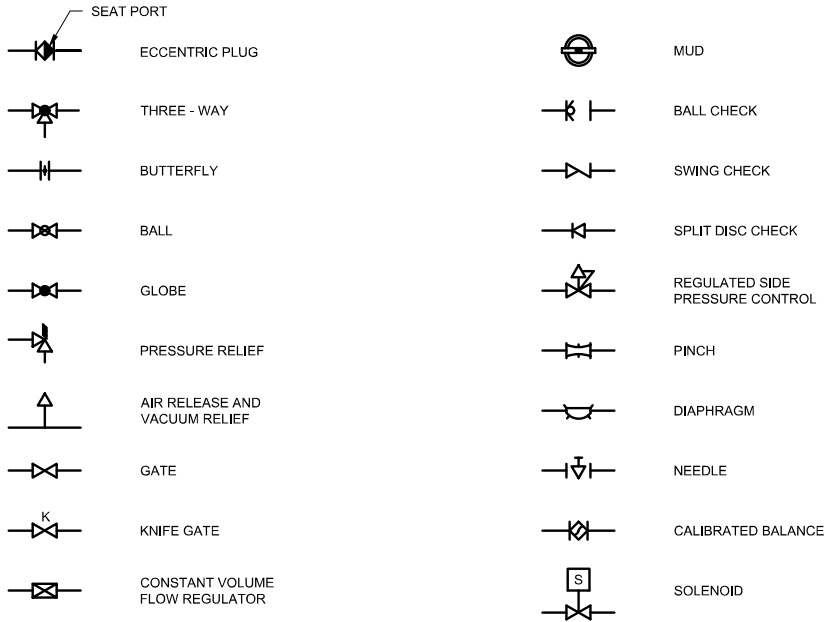 SEAT PORT
ECCENTRIC PLUG
THREE - WAY
BUTTERFLY
BALL
GLOBE
PRESSURE RELIEF
AIR RELEASE AND
VACUUM RELIEF
GATE
K
KNIFE GATE
CONSTANT VOLUME
FLOW REGULATOR
MUD
BALL CHECK
SWING CHECK
SPLIT DISC CHECK
REGULATED SIDE
PRESSURE CONTROL
PINCH
DIAPHRAGM
NEEDLE
CALIBRATED BALANCE
S
SOLENOID